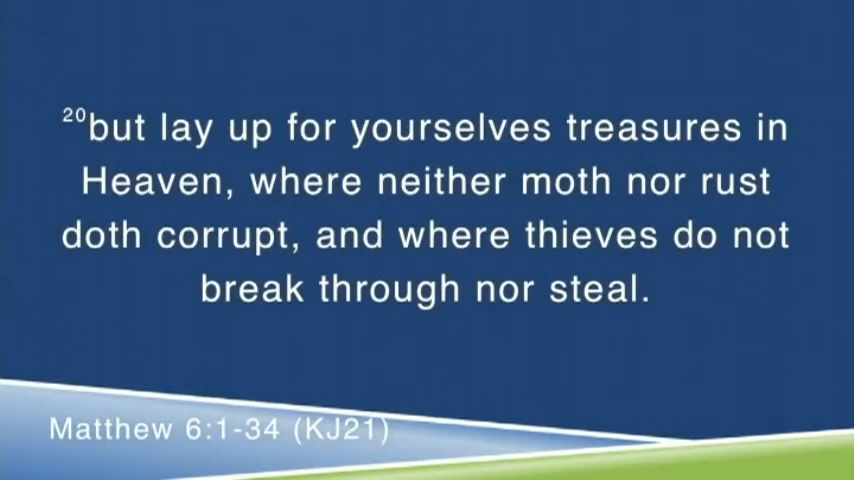 20but lay up for yourselves treasures in
Heaven, where neither moth nor rust
doth corrupt, and where thieves do not
break through nor steal.
Matthew 6:1-34 (KJ21)